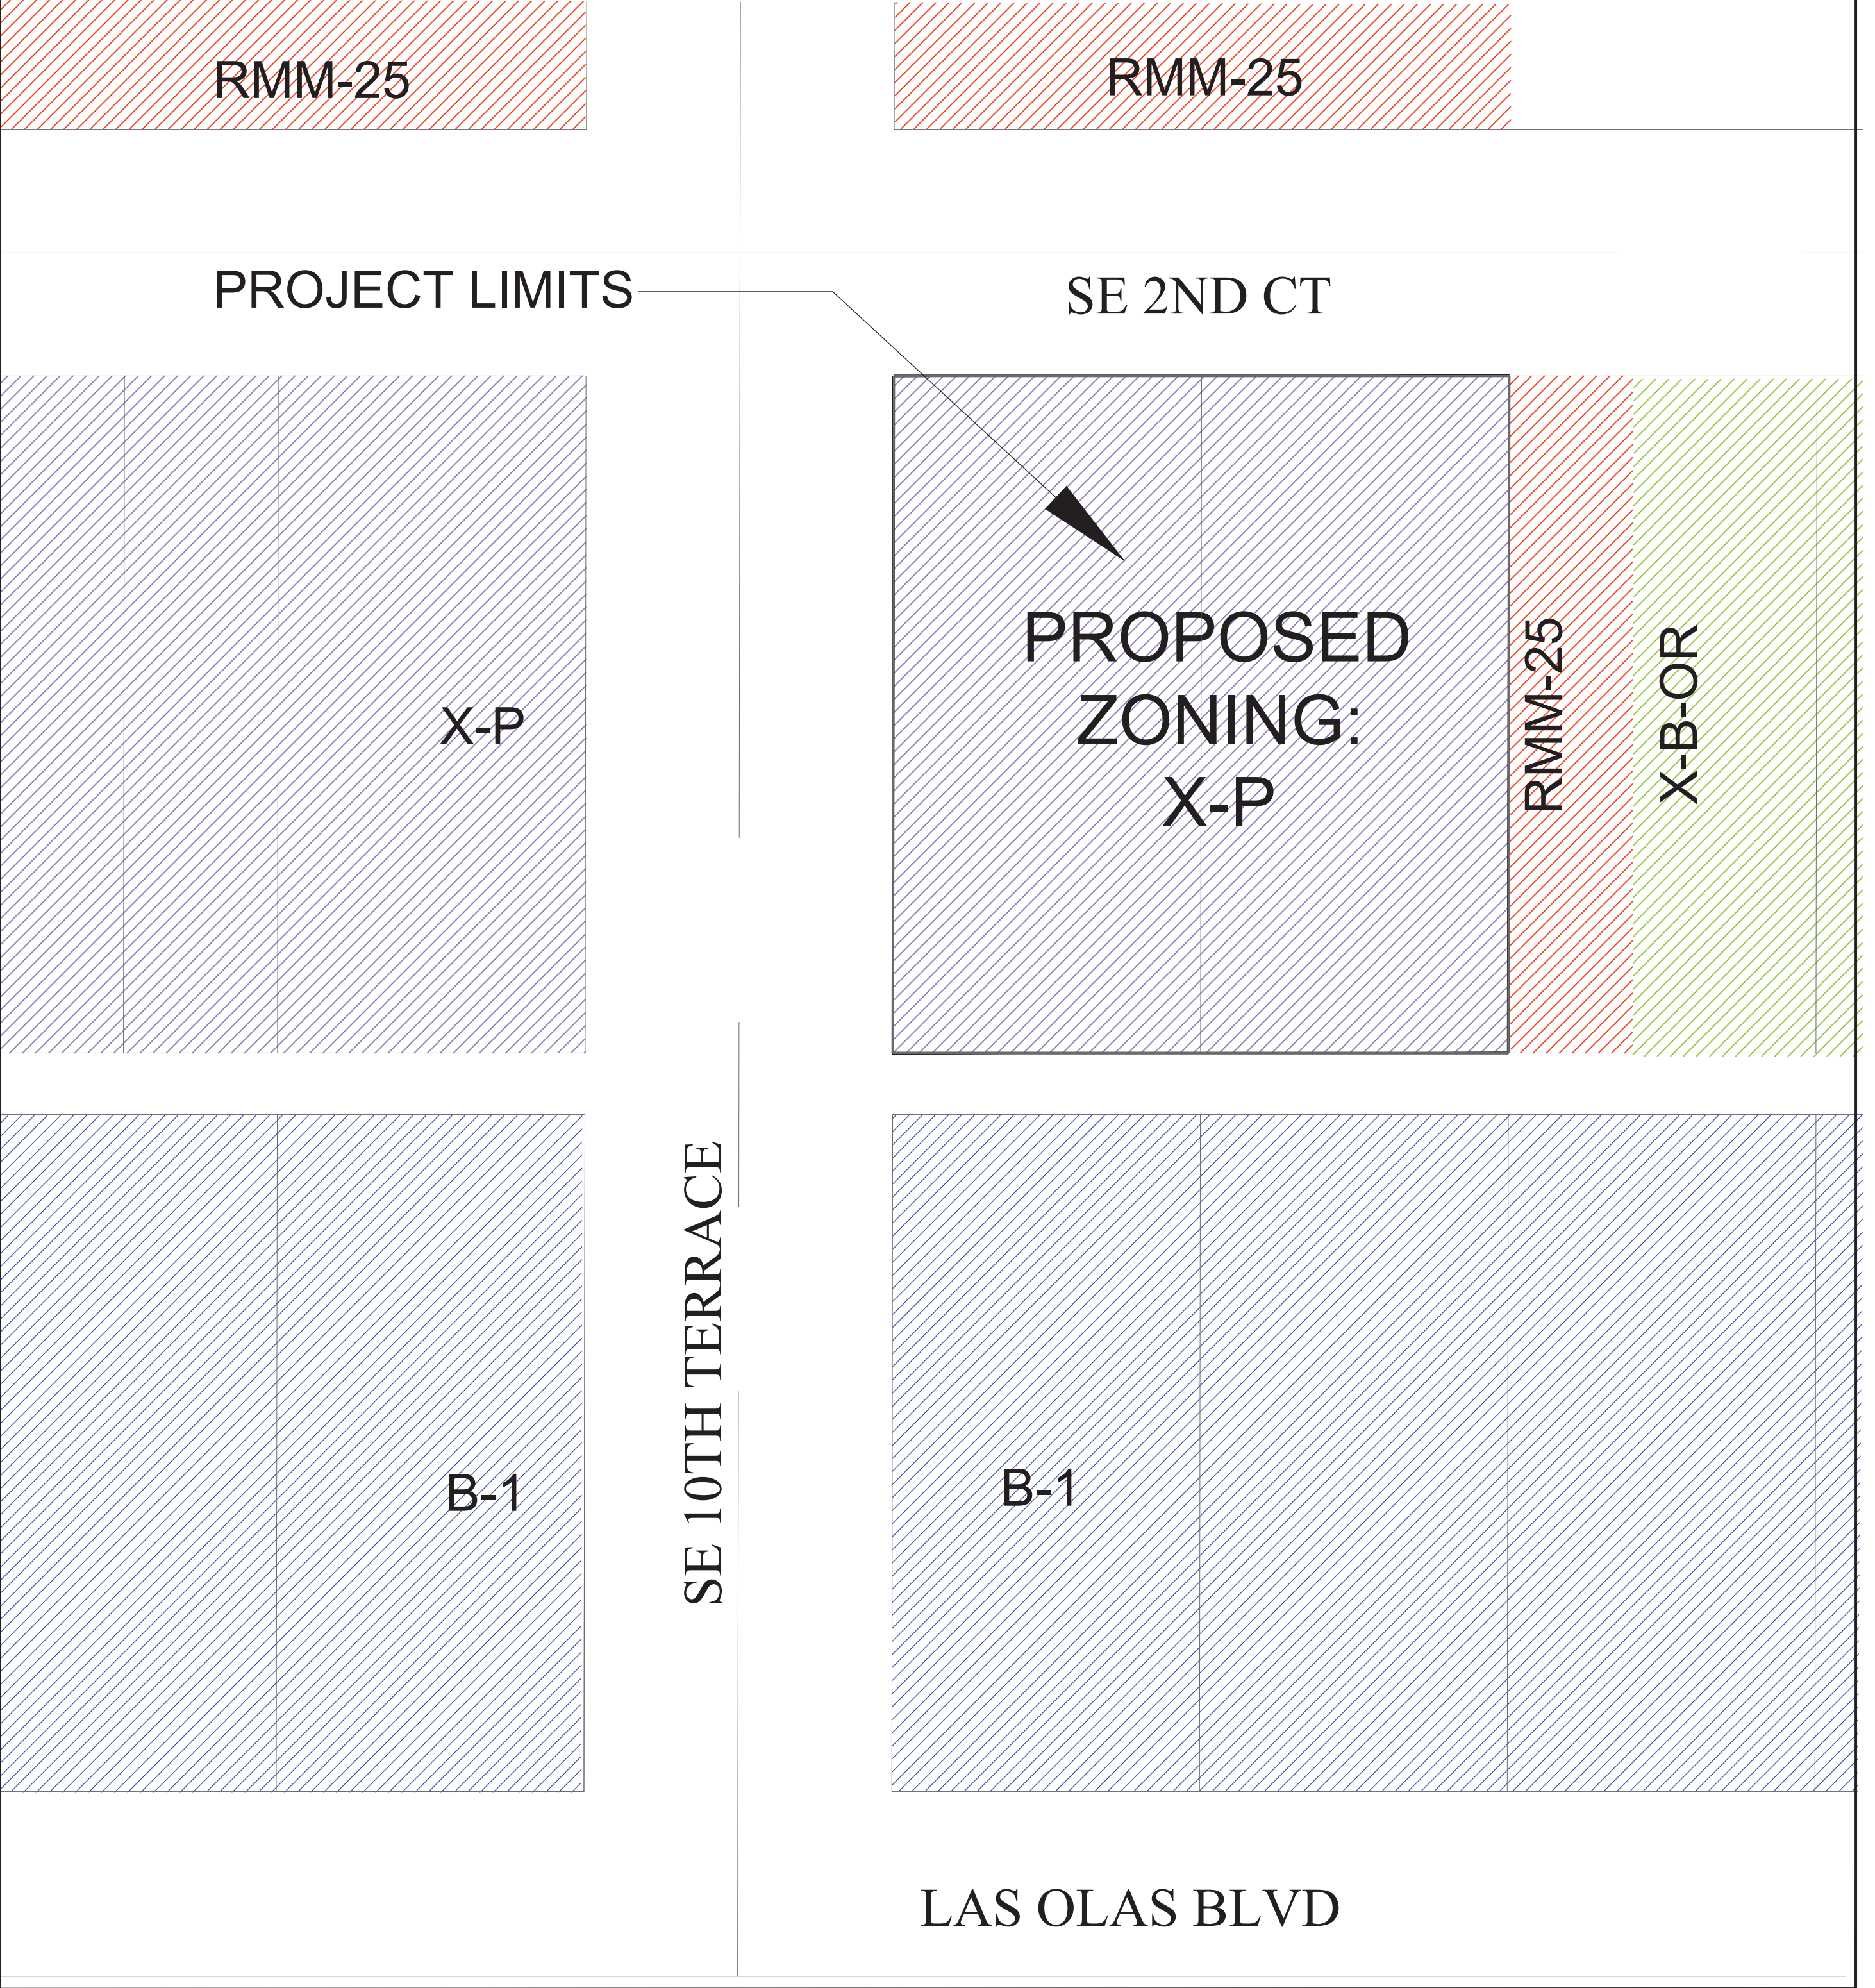 RMM-25
RMM-25
PROJECT LIMITS
SE 2ND CT
X-P
PROPOSED
ZONING:
X-P
RMM-25
X-B-OR
SE 10TH TERRACE
B-1
B-1
LAS OLAS BLVD